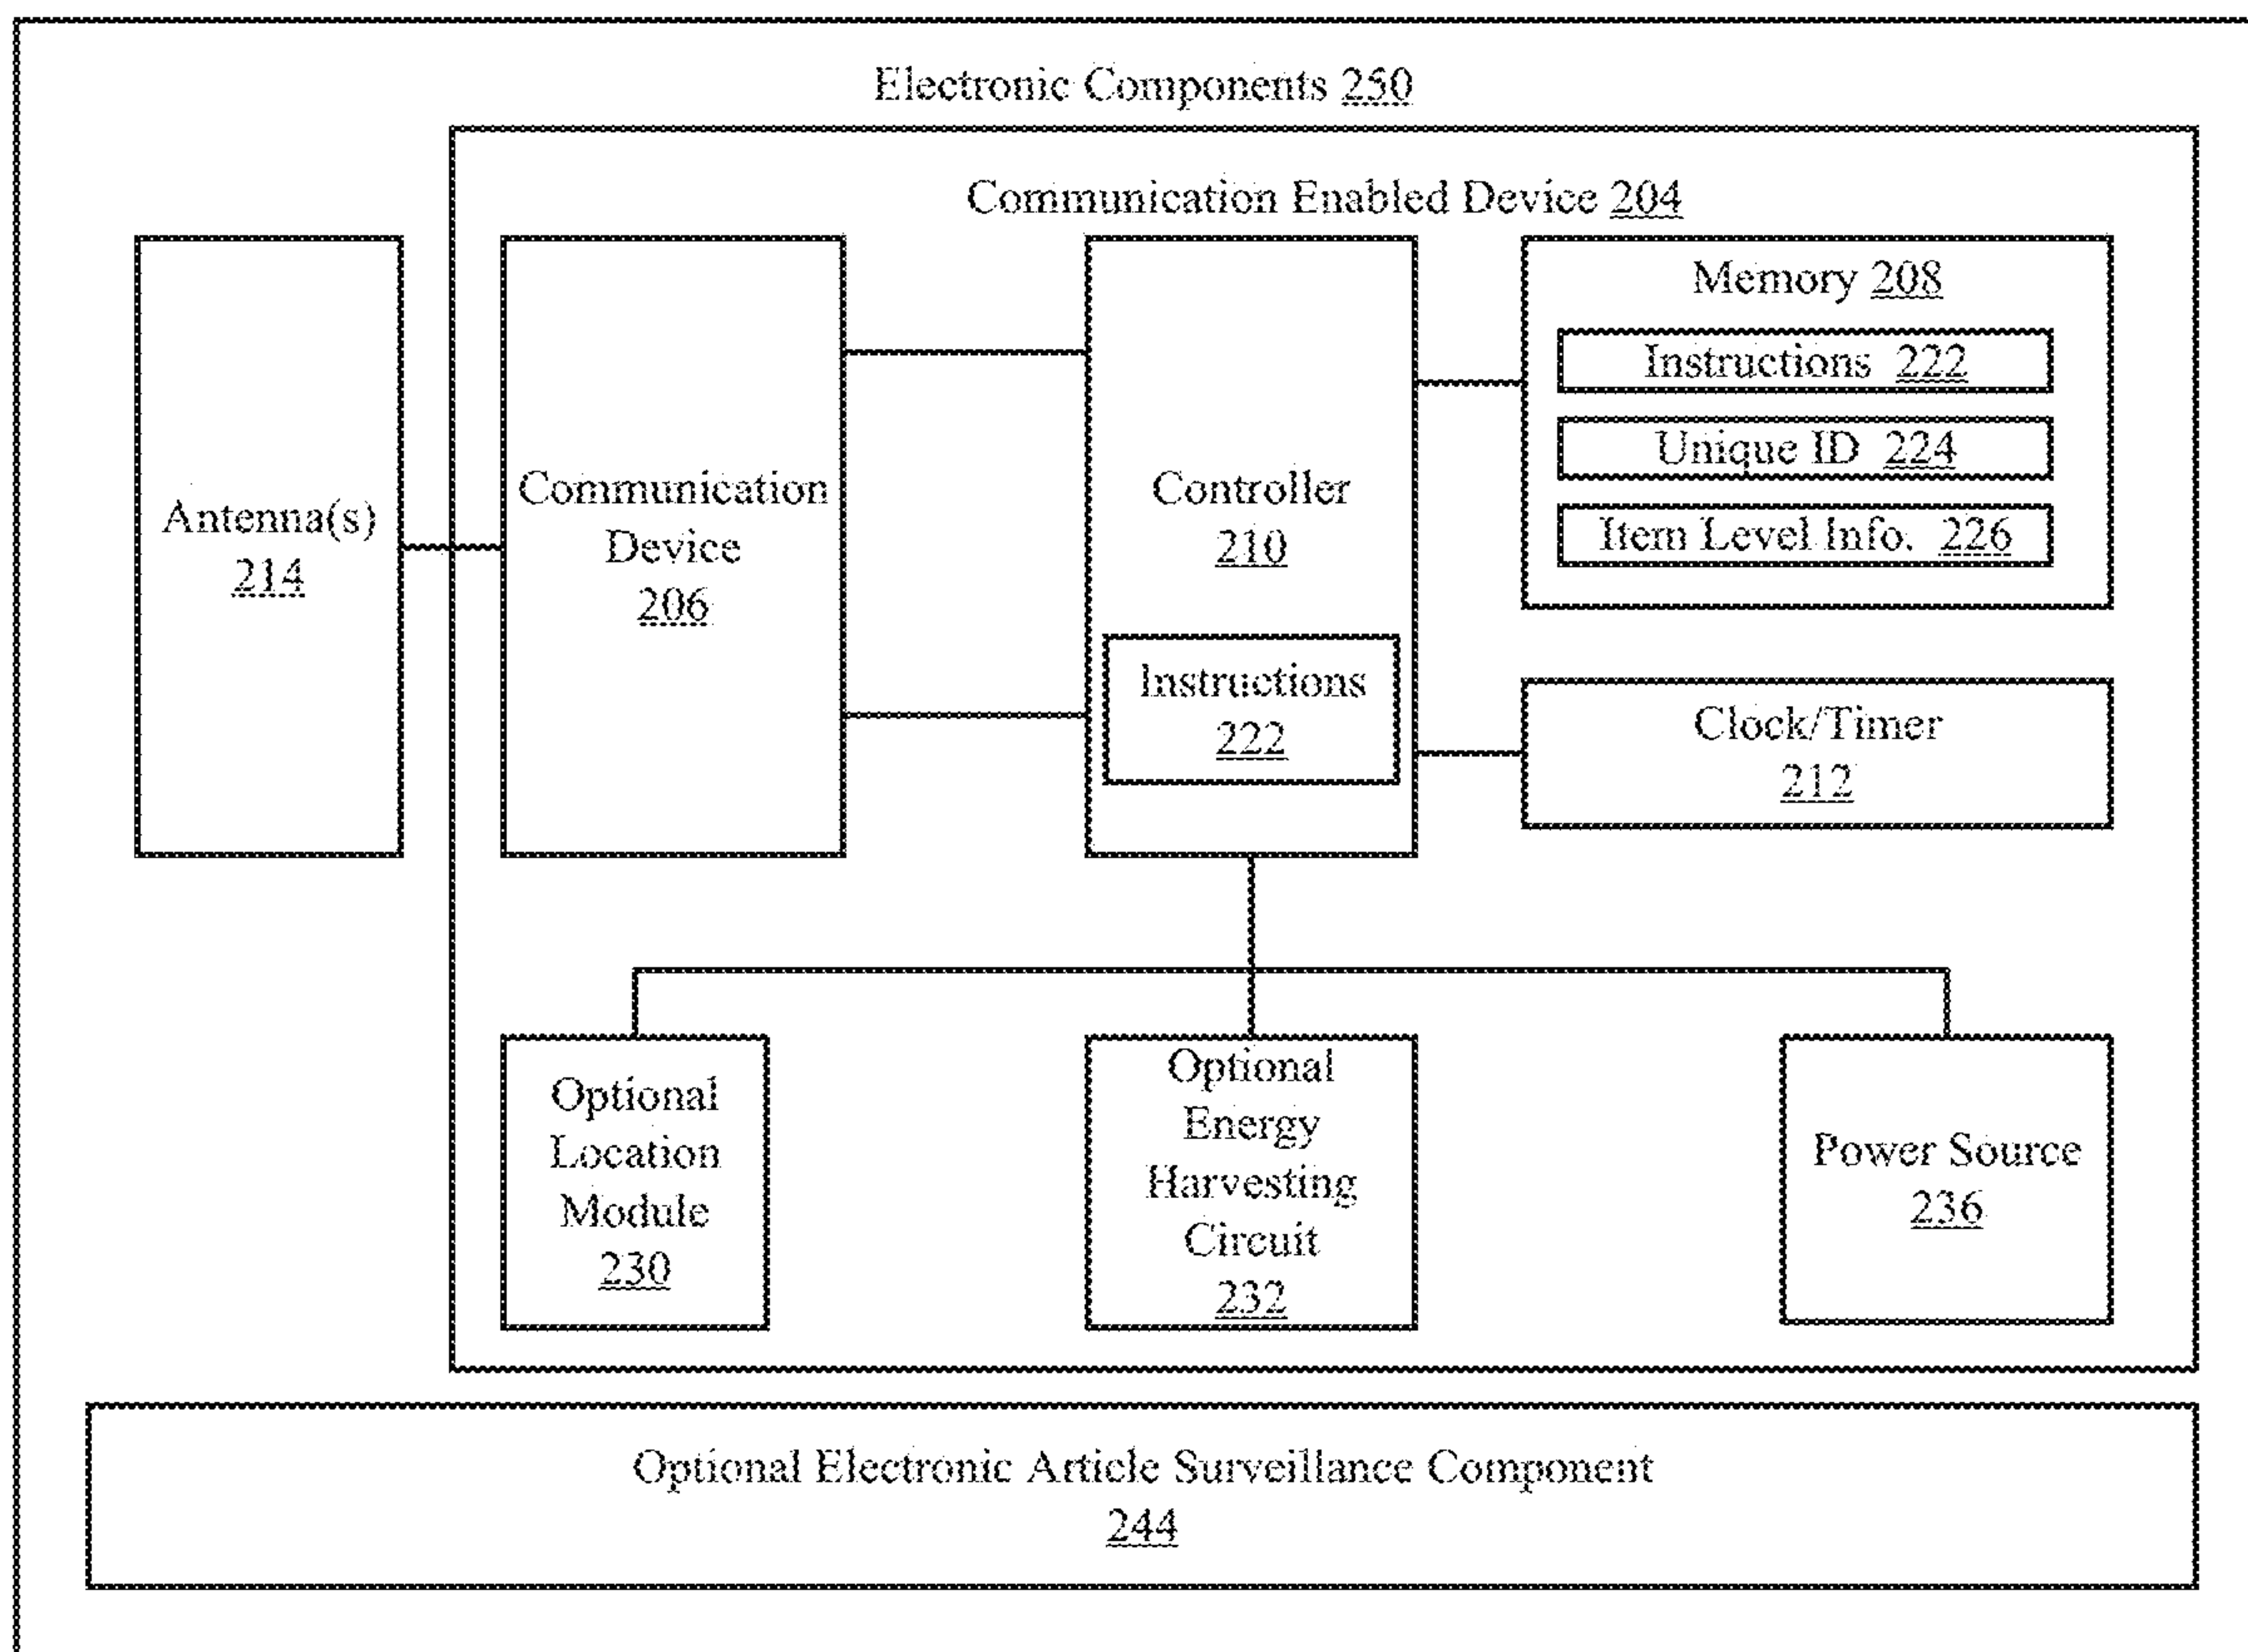 Electronic Components 250
Communication Enabled Device 204
Antenna(s)
214
Communication
Device
206
Controller
210
Instructions
222
Memory 208
Instructions 222
Unique ID 224
Item Level Info. 226
Clock/Timer
212
Optional
Location
Module
230
Optional
Energy
Harvesting
Circuit
232
Power Source
236
Optional Electronic Article Surveillance Component
244